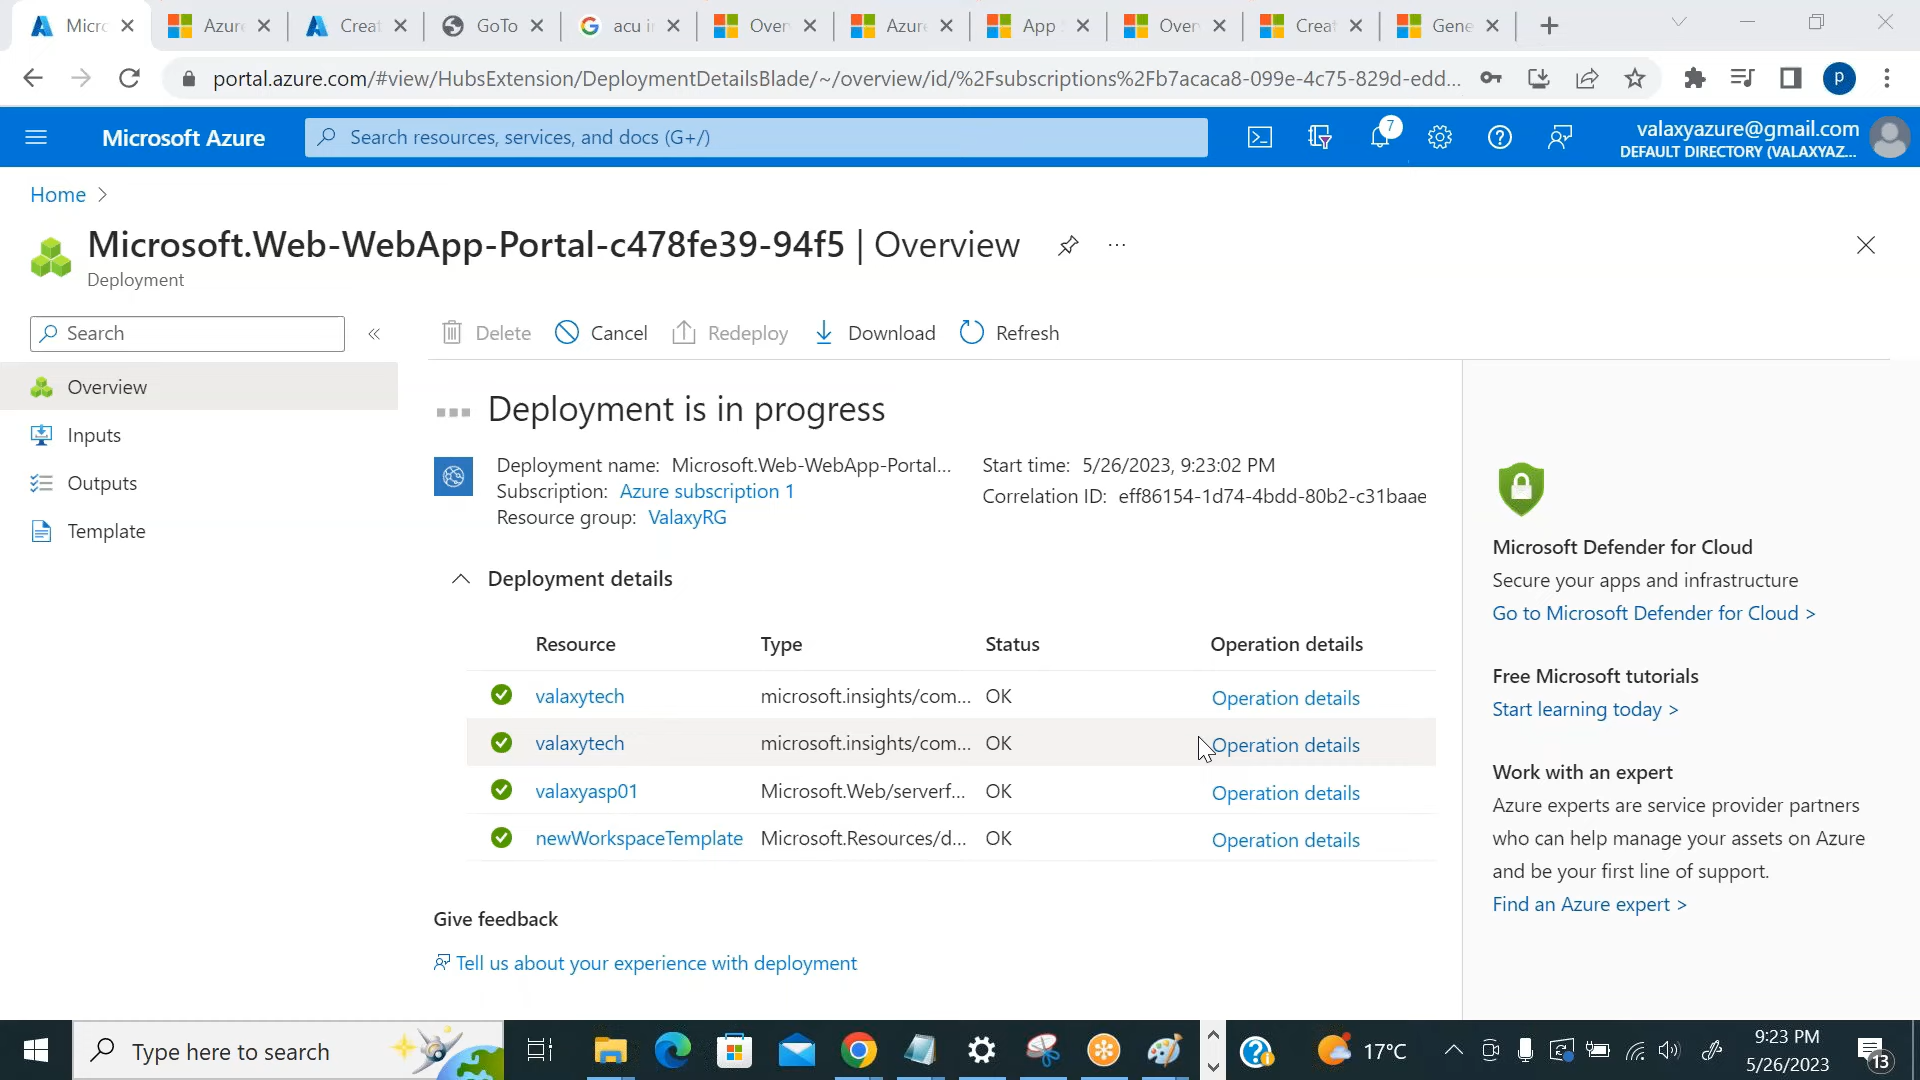 Micro
Azure
Creat
GoTo
acu in
Over
Azure
App S
Over
Creat
Gene
portal.azure.com/#view/HubsExtension/DeploymentDetailsBlade/~/overview/id/%2Fsubscriptions%2Fb7acaca8-099e-4c75-829d-edd...
P
Microsoft Azure
Search resources, services, and docs (G+/)
7
valaxyazure@gmail.com
DEFAULT DIRECTORY (VALAXYAZ...
Home
Microsoft.Web-WebApp-Portal-c478fe39-94f5 | Overview
...
Deployment
Search
Delete
Cancel
Redeploy
Download
Refresh
Overview
Inputs
Outputs
Template
Deployment is in progress
Deployment name: Microsoft.Web-WebApp-Portal...
Subscription: Azure subscription 1
Resource group: ValaxyRG
Start time: 5/26/2023, 9:23:02 PM
Correlation ID: eff86154-1d74-4bdd-80b2-c31baae
Deployment details
Resource Type Status Operation details
valaxytech microsoft.insights/com... OK Operation details
valaxytech microsoft.insights/com... OK Operation details
valaxyasp01 Microsoft.Web/serverf... OK Operation details
newWorkspaceTemplate Microsoft.Resources/d... OK Operation details
Give feedback
Tell us about your experience with deployment
Microsoft Defender for Cloud
Secure your apps and infrastructure
Go to Microsoft Defender for Cloud >
Free Microsoft tutorials
Start learning today >
Work with an expert
Azure experts are service provider partners
who can help manage your assets on Azure
and be your first line of support.
Find an Azure expert >
Type here to search
17°C
9:23 PM
5/26/2023
13